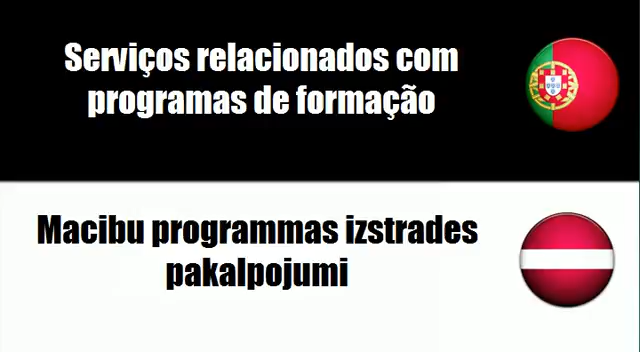 Serviços relacionados com
programas de formação
Macibu programmas izstrades
pakalpojumi